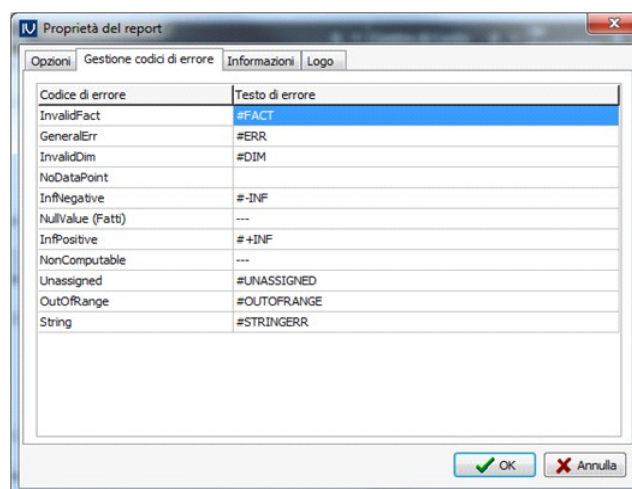 IU Proprietà del report
Opzioni Gestione codici di errore Informazioni Logo
Codice di errore Testo di errore
InvalidFact #FACT
GeneralErr #ERR
InvalidDim #DIM
NoDataPoint
InfNegative #-INF
NullValue (Fatti) ---
InfPositive #+INF
NonComputable ---
Unassigned #UNASSIGNED
OutOfRange #OUTOFRANGE
String #STRINGERR
OK Annulla